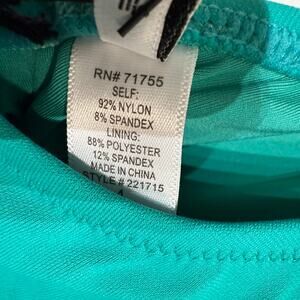 RN# 71755
SELF:
92% NYLON
8% SPANDEX
LINING:
88% POLYESTER
12% SPANDEX
MADE IN CHINA
STYLE # 221715